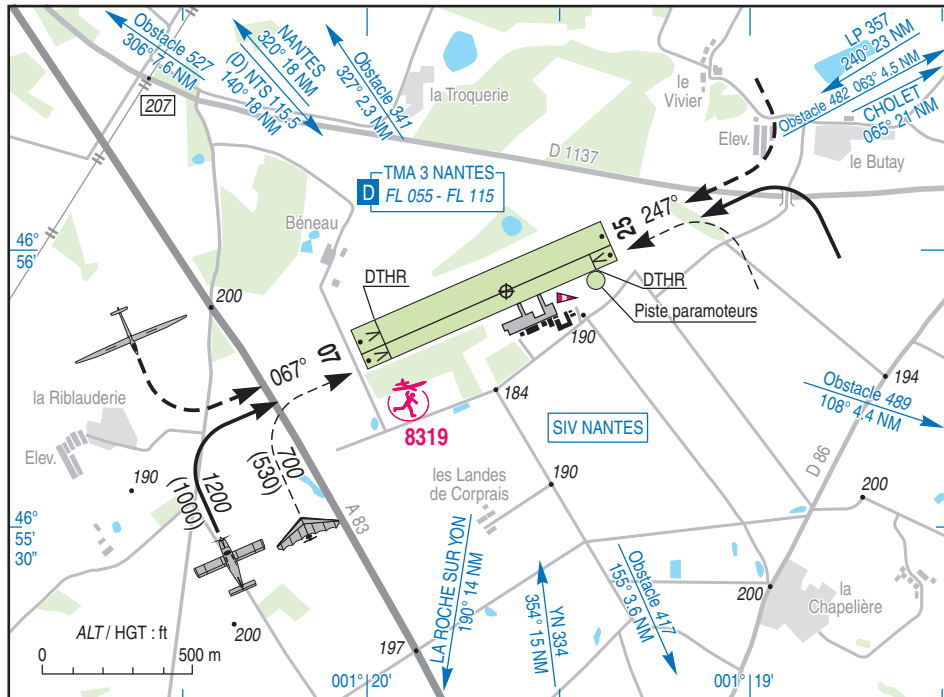 Obstacle 527
306° 7.6 NM
NANTES
320° 18 NM
(D) NTS 115.5
140° 18
NM
Obstacle 341
327° 2.3 NM
la Troquerie
le
Vivier
LP 357
240° 23 NM
Obstacle 482 063° 4.5 NM
CHOLET
065° 21 NM
Elev.
le Butay
207
D 1137
D
TMA 3 NANTES
FL 055 - FL 115
Béneau
46°
56'
25
247°
DTHR
DTHR
Piste paramoteurs
200
190
07
067°
la Riblauderie
184
194
8319
Obstacle 489
108° 4.4 NM
SIV NANTES
D 86
Elev.
190
1200
(1000)
700
(530)
les Landes
de Corprais
190
200
46°
55'
30"
A 83
LA ROCHE SUR YON
190° 14 NM
YN 334
354° 15 NM
Obstacle 417
155° 3.6 NM
200
la
Chapelière
ALT / HGT : ft
200
197
0
500 m
001° 20'
001° 19'